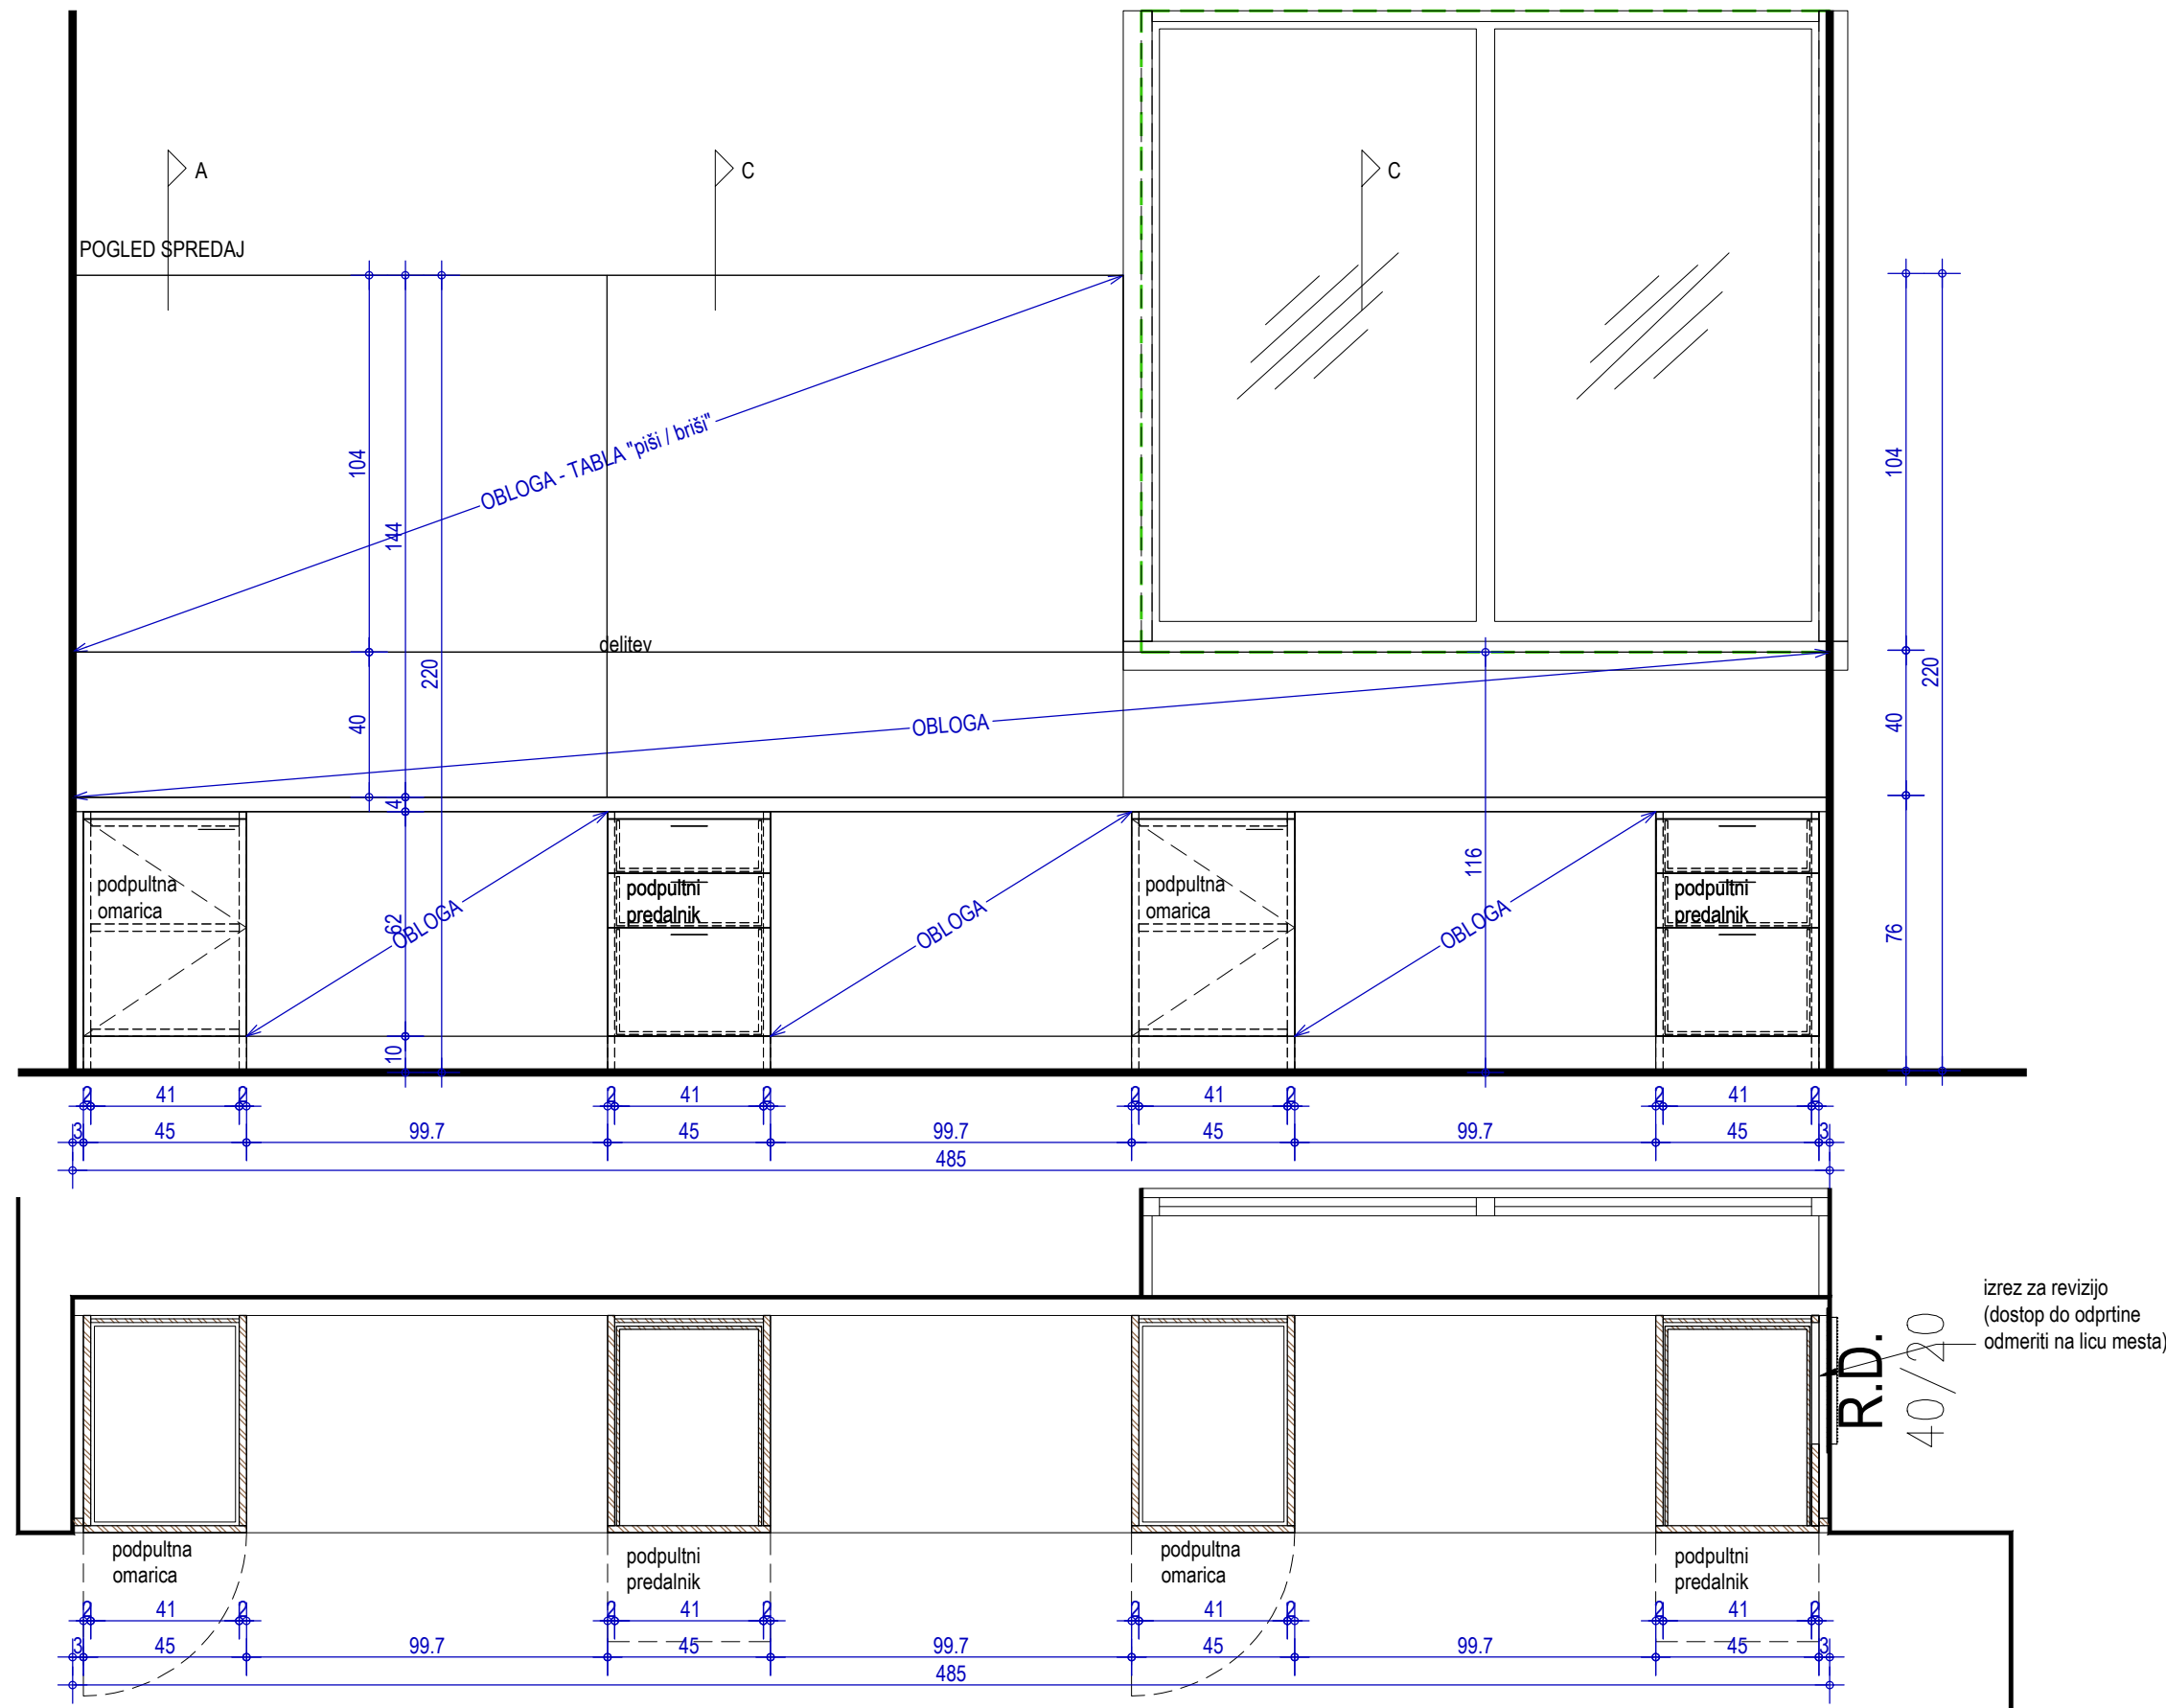 A
C
C
POGLED SPREDAJ
OBLOGA - TABLA "piši / briši"
104
144
220
40
delitev
OBLOGA
4
104
220
40
76
116
podpultna
omarica
62
OBLOGA
podpultni
predalnik
OBLOGA
podpultna
omarica
OBLOGA
podpultni
predalnik
10
2 41 2 2 41 2 2 41 2 2 41 2
3 45 99.7 45 99.7 45 99.7 45 3
485
izrez za revizijo
(dostop do odprtine
odmeriti na licu mesta)
R.D.
40/20
podpultna
omarica
podpultni
predalnik
podpultna
omarica
podpultni
predalnik
2 41 2 2 41 2 2 41 2 2 41 2
3 45 99.7 45 99.7 45 99.7 45 3
485